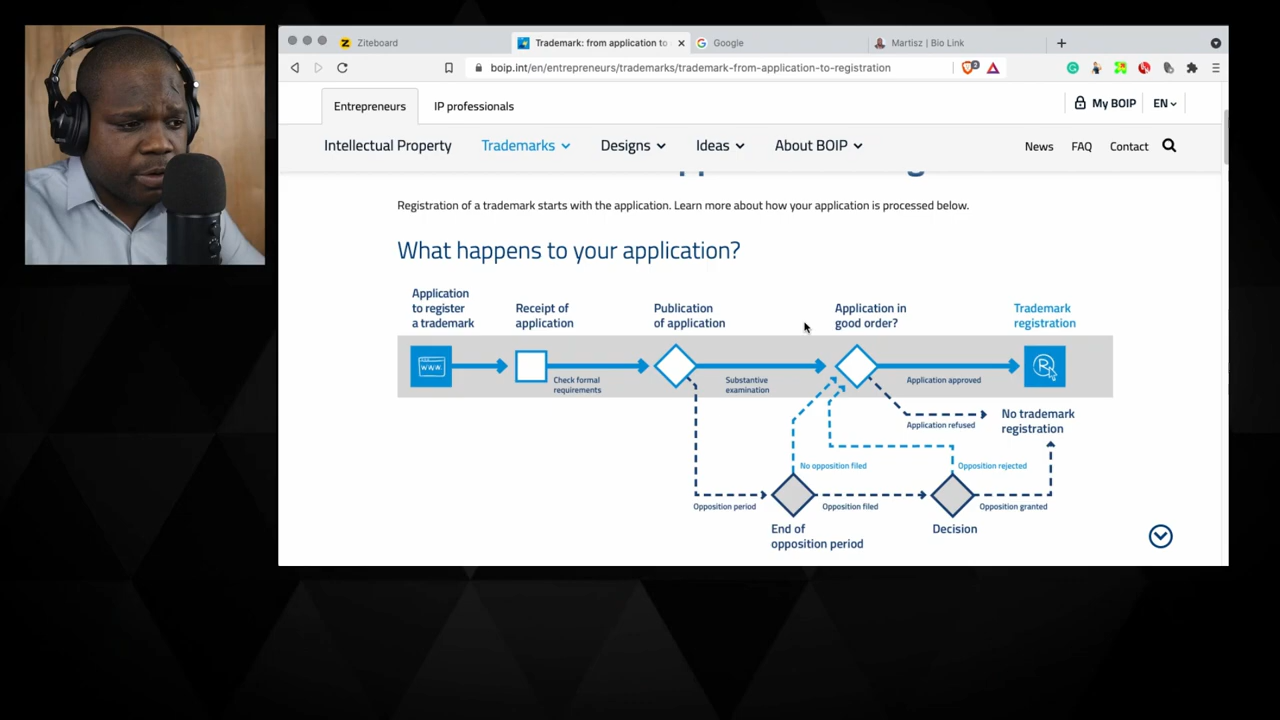 Ziteboard
Trademark: from application to
Google
Martisz | Bio Link
boip.int/en/entrepreneurs/trademarks/trademark-from-application-to-registration
2
Entrepreneurs
IP professionals
My BOIP
EN
Intellectual Property
Trademarks
Designs
Ideas
About BOIP
News
FAQ
Contact
Registration of a trademark starts with the application. Learn more about how your application is processed below.
What happens to your application?
Application
to register
a trademark
Receipt of
application
Publication
of application
Application in
good order?
Trademark
registration
WWW
R
Check formal
requirements
Substantive
examination
Application approved
Application refused
No trademark
registration
No opposition filed
Opposition rejected
Opposition period
Opposition filed
Opposition granted
End of
opposition period
Decision